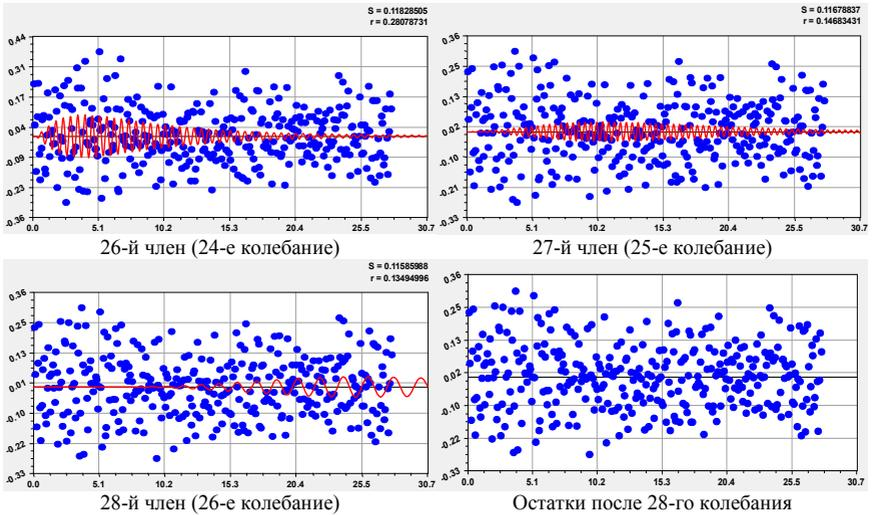 S = 0.11828505
r = 0.28078731
0.44
0.31
0.17
0.04
-0.09
-0.23
-0.36
0.0 5.1 10.2 15.3 20.4 25.5 30.7
26-й член (24-е колебание)
S = 0.11678837
r = 0.14683431
0.36
0.25
0.13
0.02
-0.10
-0.21
-0.33
0.0 5.1 10.2 15.3 20.4 25.5 30.7
27-й член (25-е колебание)
S = 0.11585988
r = 0.13494996
0.36
0.25
0.13
0.01
-0.10
-0.22
-0.33
0.0 5.1 10.2 15.3 20.4 25.5 30.7
28-й член (26-е колебание)
0.36
0.25
0.13
0.02
-0.10
-0.22
-0.33
0.0 5.1 10.2 15.3 20.4 25.5 30.7
Остатки после 28-го колебания